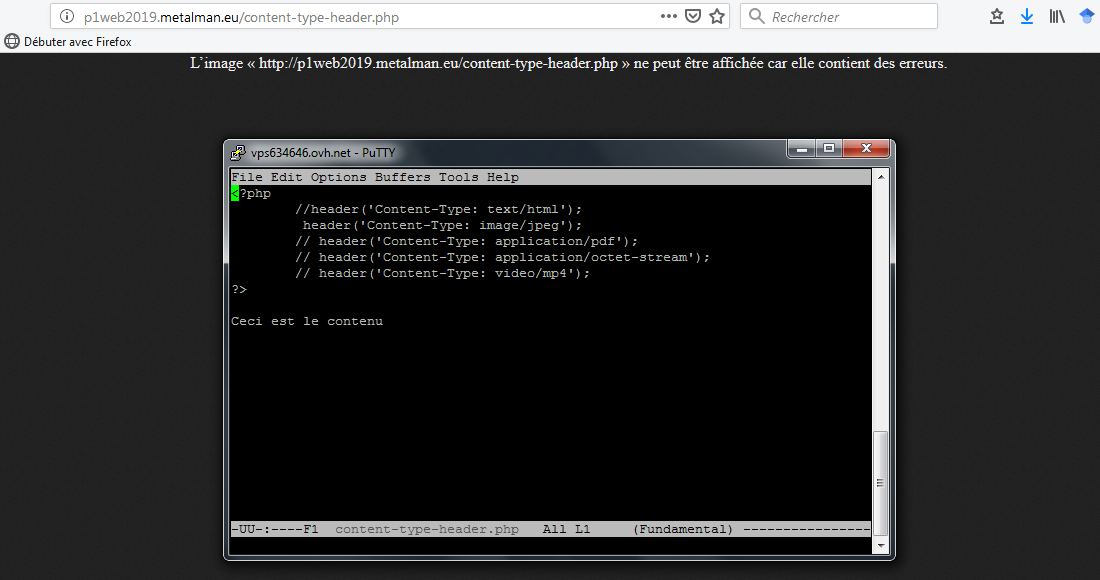 p1web2019.metalman.eu/content-type-header.php
Rechercher
Débuter avec Firefox
L’image « http://p1web2019.metalman.eu/content-type-header.php » ne peut être affichée car elle contient des erreurs.
vps634646.ovh.net - PuTTY
File Edit Options Buffers Tools Help
<?php
//header('Content-Type: text/html');
header('Content-Type: image/jpeg');
// header('Content-Type: application/pdf');
// header('Content-Type: application/octet-stream');
// header('Content-Type: video/mp4');
?>
Ceci est le contenu
-UU-:----F1  content-type-header.php   All L1     (Fundamental) ----------------